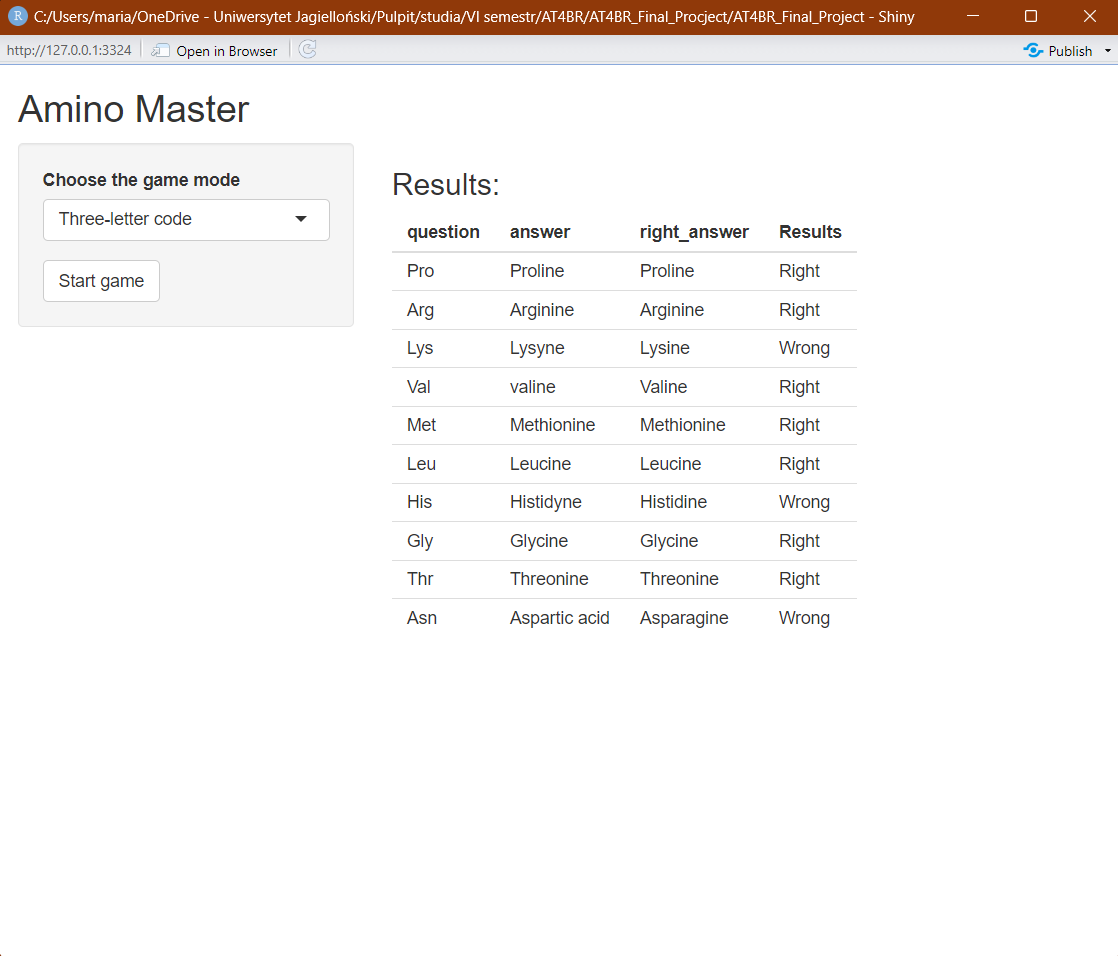 R C:/Users/maria/OneDrive - Uniwersytet Jagielloński/Pulpit/studia/VI semestr/AT4BR/AT4BR_Final_Procject/AT4BR_Final_Project - Shiny
http://127.0.0.1:3324 Open in Browser Publish
Amino Master
Choose the game mode
Three-letter code
Start game
Results:
question answer right_answer Results
Pro Proline Proline Right
Arg Arginine Arginine Right
Lys Lysyne Lysine Wrong
Val valine Valine Right
Met Methionine Methionine Right
Leu Leucine Leucine Right
His Histidyne Histidine Wrong
Gly Glycine Glycine Right
Thr Threonine Threonine Right
Asn Aspartic acid Asparagine Wrong